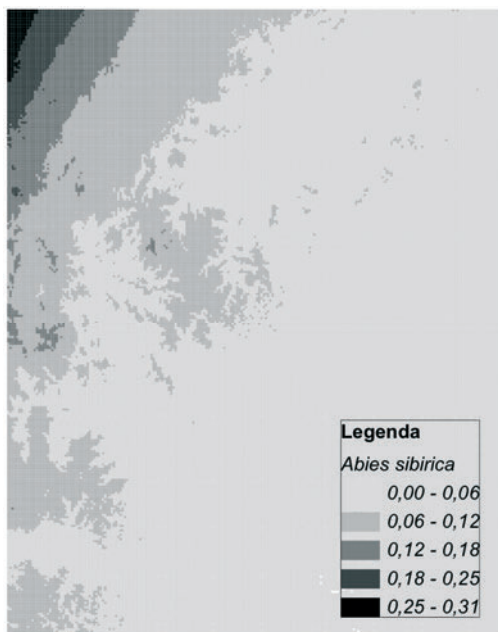 Legenda
Abies sibirica
0,00 - 0,06
0,06 - 0,12
0,12 - 0,18
0,18 - 0,25
0,25 - 0,31